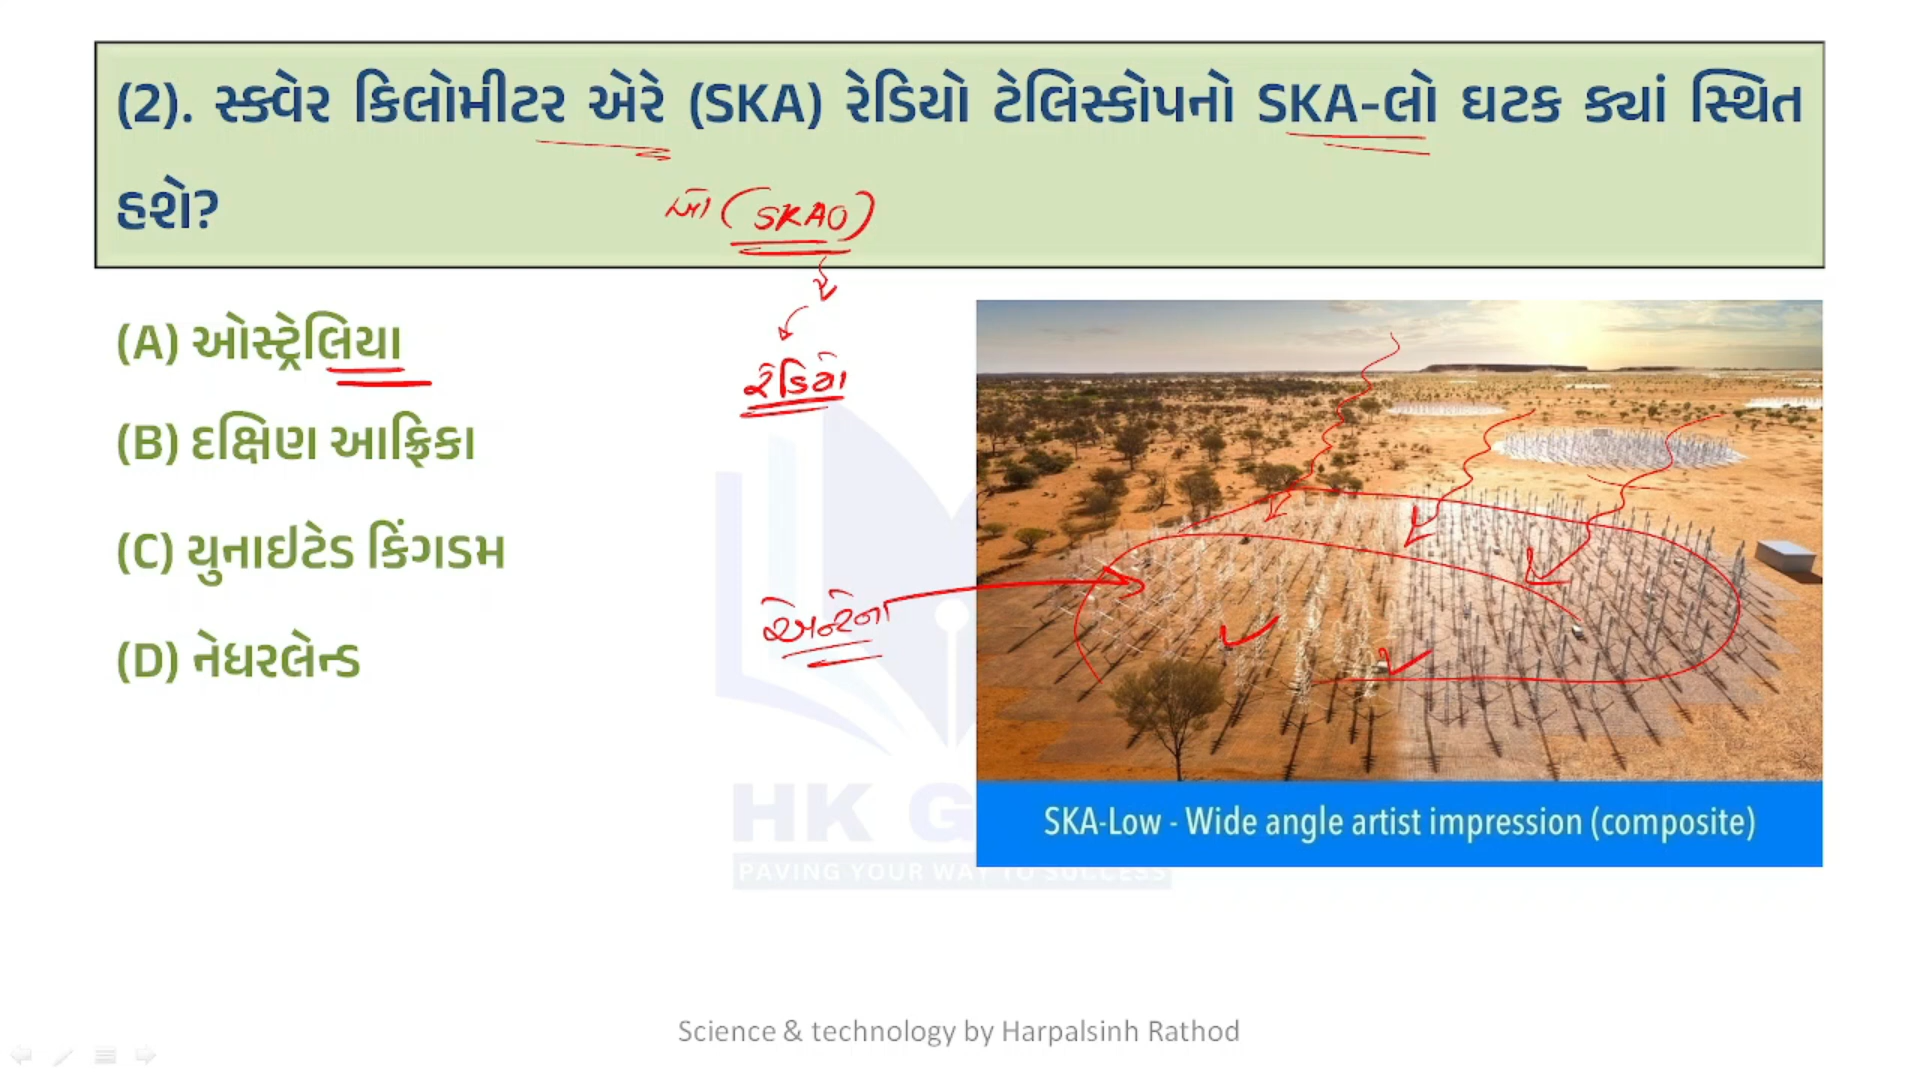 (2). સ્ક્વેર કિલોમીટર એરે (SKA) રેડિયો ટેલિસ્કોપનો SKA-લો ઘટક ક્યાં સ્થિત
હશે?
(SKAO)
(A) ઓસ્ટ્રેલિયા
રેડિયો
(B) દક્ષિણ આફ્રિકા
(C) યુનાઇટેડ કિંગડમ
એન્ટેના
(D) નેધરલેન્ડ
HK G
PAVING YOUR WAY TO SUCCESS
SKA-Low - Wide angle artist impression (composite)
Science & technology by Harpalsinh Rathod